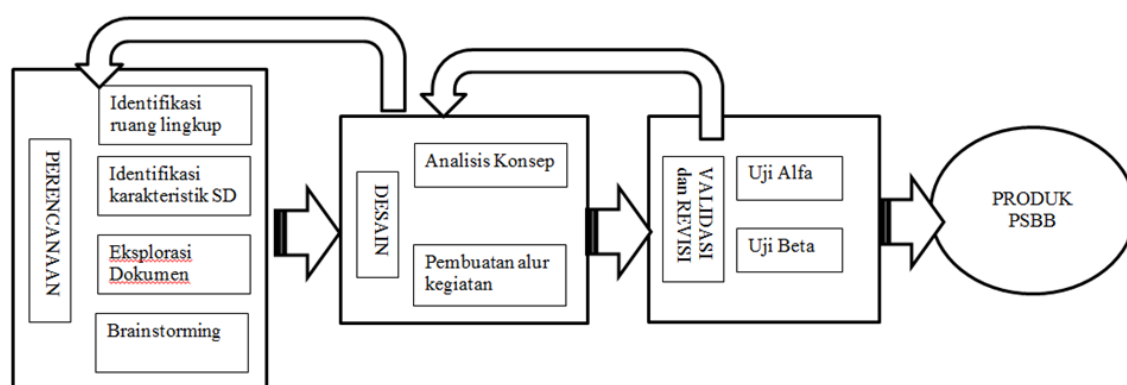 PERENCANAAN
Identifikasi
ruang lingkup
Identifikasi
karakteristik SD
Eksplorasi
Dokumen
Brainstorming
DESAIN
Analisis Konsep
Pembuatan alur
kegiatan
VALIDASI
dan REVISI
Uji Alfa
Uji Beta
PRODUK
PSBB